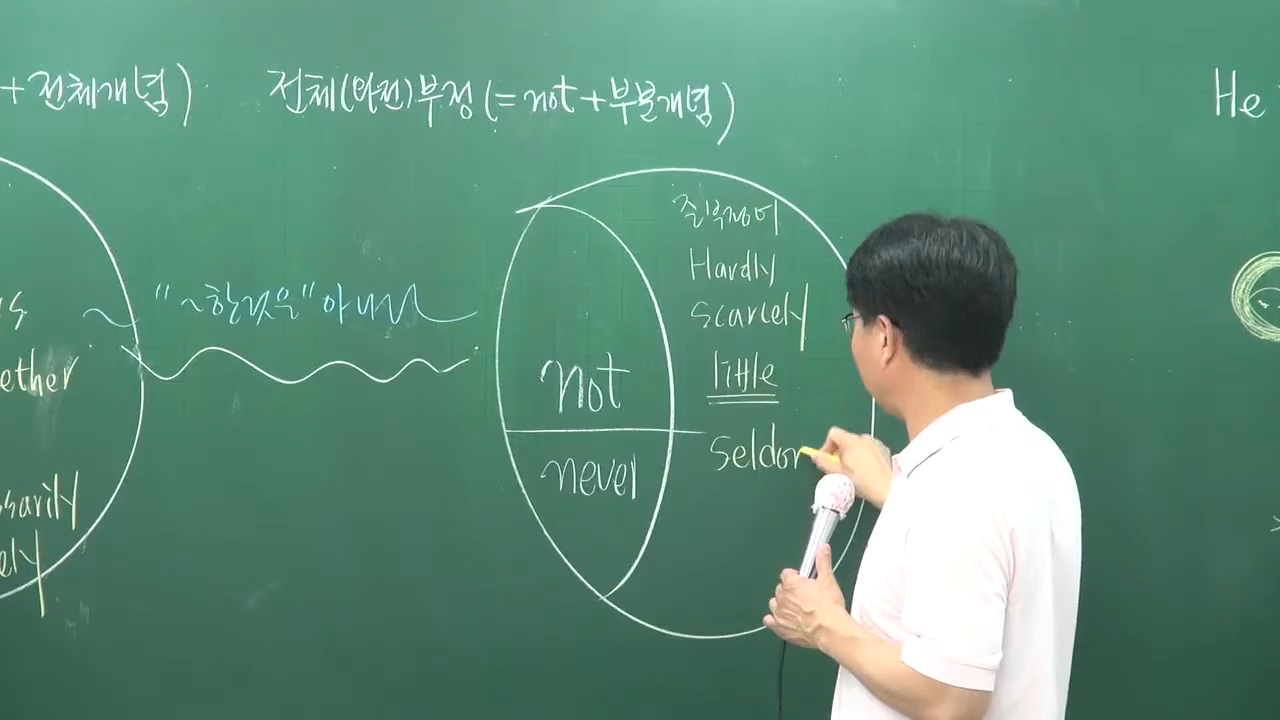 + 전체개념)
전체(완전)부정(= not + 부분개념)
He
준부정어
Hardly
scarcely
little
seldom
not
never
"~한것은" 아니다
ether
ssarily
ely